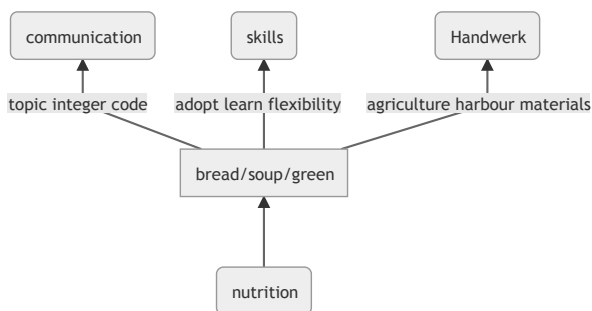 communication
skills
Handwerk
topic integer code
adopt learn flexibility
agriculture harbour materials
bread/soup/green
nutrition